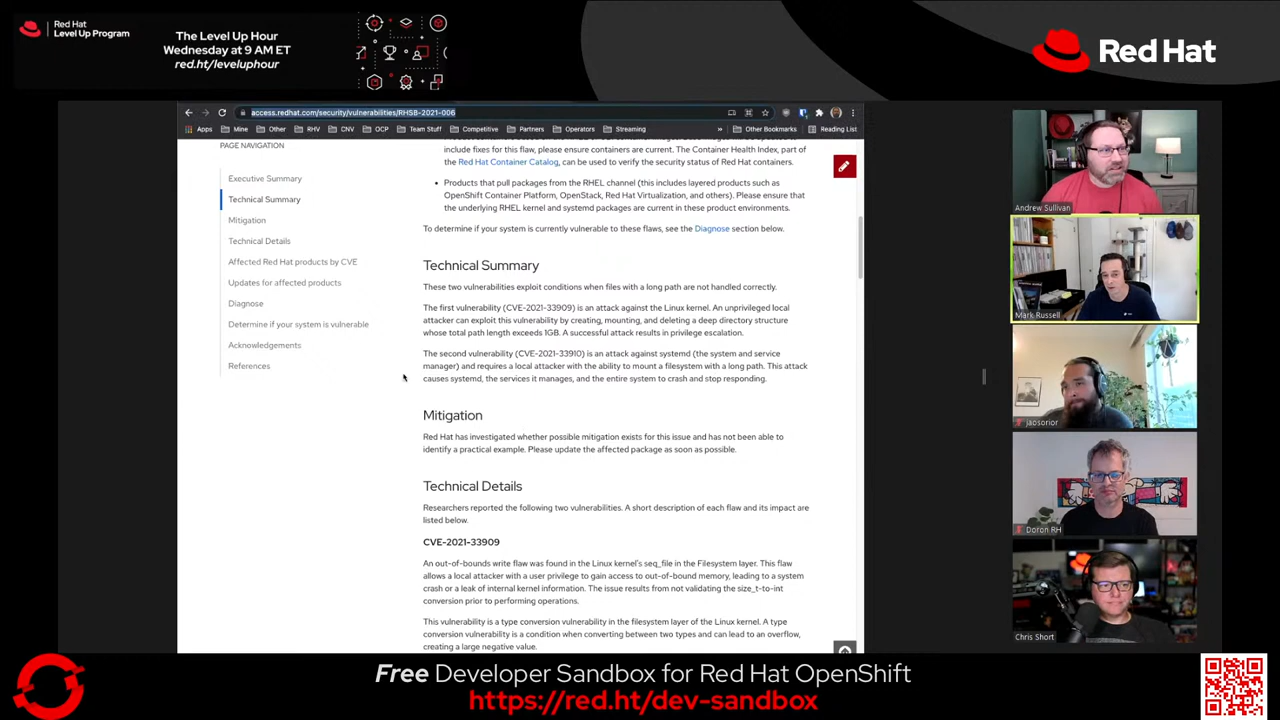 Red Hat
Level Up Program
The Level Up Hour
Wednesday at 9 AM ET
red.ht/leveluphour
Red Hat
access.redhat.com/security/vulnerabilities/RHSB-2021-006
Apps
Mine
Other
RHV
CNV
OCP
Team Stuff
Competitive
Partners
Operators
Streaming
»
Other Bookmarks
Reading List
PAGE NAVIGATION
Executive Summary
Technical Summary
Mitigation
Technical Details
Affected Red Hat products by CVE
Updates for affected products
Diagnose
Determine if your system is vulnerable
Acknowledgements
References
include fixes for this flaw, please ensure containers are current. The Container Health Index, part of
the Red Hat Container Catalog, can be used to verify the security status of Red Hat containers.
• Products that pull packages from the RHEL channel (this includes layered products such as
OpenShift Container Platform, OpenStack, Red Hat Virtualization, and others). Please ensure that
the underlying RHEL kernel and systemd packages are current in these product environments.
To determine if your system is currently vulnerable to these flaws, see the Diagnose section below.
Technical Summary
These two vulnerabilities exploit conditions when files with a long path are not handled correctly.
The first vulnerability (CVE-2021-33909) is an attack against the Linux kernel. An unprivileged local
attacker can exploit this vulnerability by creating, mounting, and deleting a deep directory structure
whose total path length exceeds 1GB. A successful attack results in privilege escalation.
The second vulnerability (CVE-2021-33910) is an attack against systemd (the system and service
manager) and requires a local attacker with the ability to mount a filesystem with a long path. This attack
causes systemd, the services it manages, and the entire system to crash and stop responding.
Mitigation
Red Hat has investigated whether possible mitigation exists for this issue and has not been able to
identify a practical example. Please update the affected package as soon as possible.
Technical Details
Researchers reported the following two vulnerabilities. A short description of each flaw and its impact are
listed below.
CVE-2021-33909
An out-of-bounds write flaw was found in the Linux kernel's seq_file in the Filesystem layer. This flaw
allows a local attacker with a user privilege to gain access to out-of-bound memory, leading to a system
crash or a leak of internal kernel information. The issue results from not validating the size_t-to-int
conversion prior to performing operations.
This vulnerability is a type conversion vulnerability in the filesystem layer of the Linux kernel. A type
conversion vulnerability is a condition when converting between two types and can lead to an overflow,
creating a large negative value.
Andrew Sullivan
Mark Russell
jaosorior
Doron RH
Chris Short
Free Developer Sandbox for Red Hat OpenShift
https://red.ht/dev-sandbox